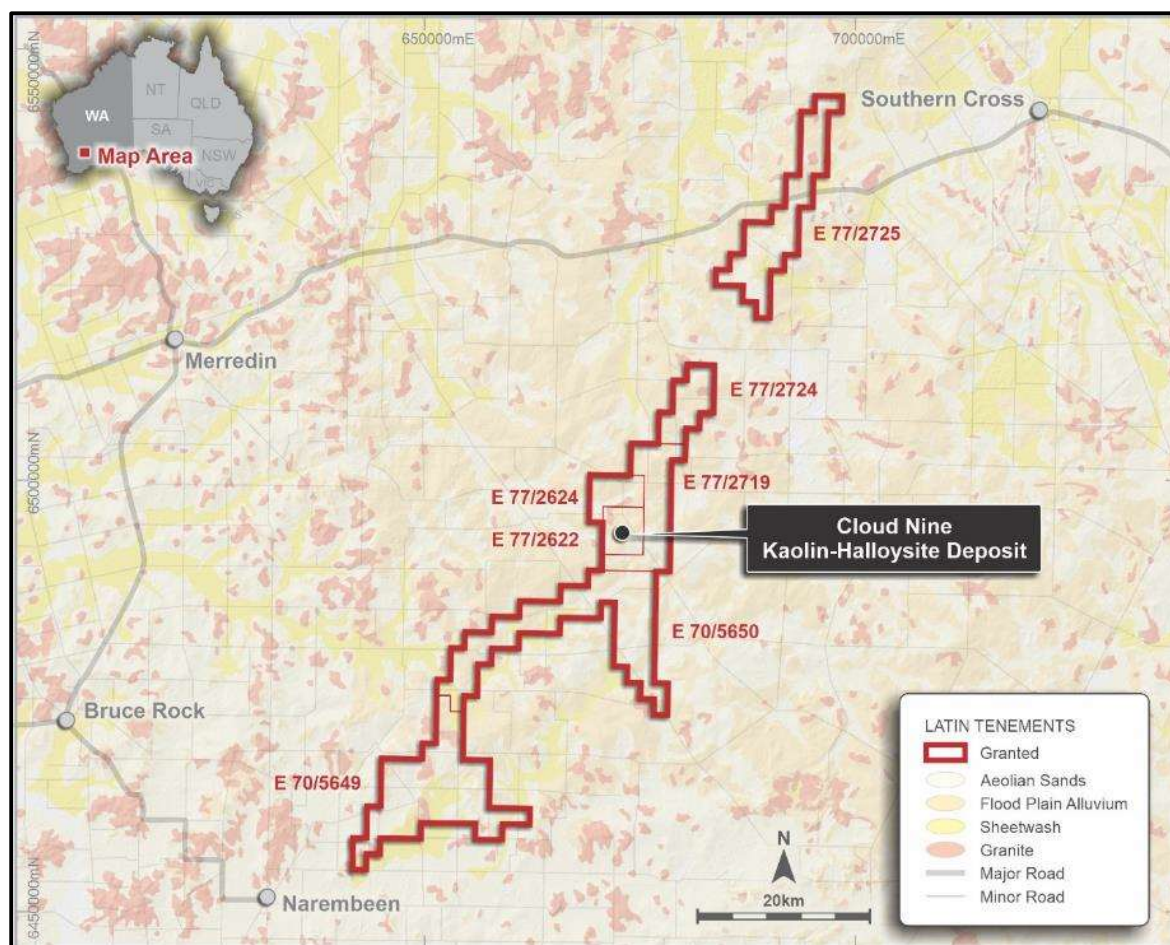 650000mE
700000mE
6550000mN
NT
QLD
WA
SA
NSW
VIC
Map Area
Southern Cross
E 77/2725
Merredin
E 77/2724
6500000mN
E 77/2624
E 77/2719
E 77/2622
Cloud Nine
Kaolin-Halloysite Deposit
E 70/5650
Bruce Rock
E 70/5649
LATIN TENEMENTS
Granted
Aeolian Sands
Flood Plain Alluvium
Sheetwash
Granite
Major Road
Minor Road
N
20km
Narembeen
6450000mN